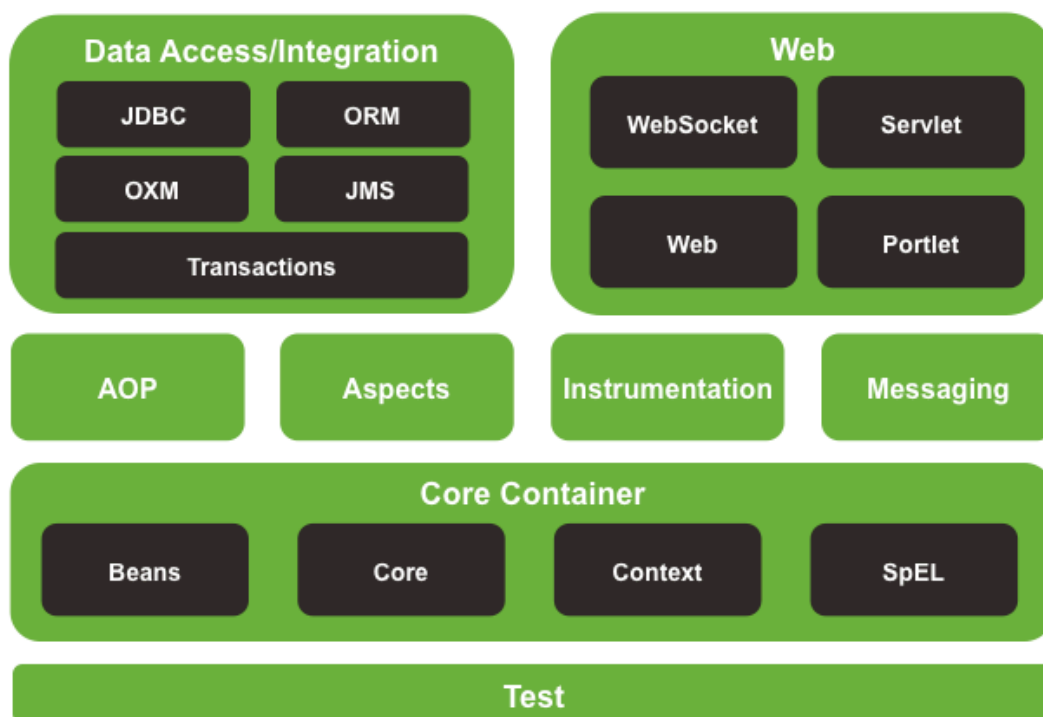 Data Access/Integration
JDBC
ORM
OXM
JMS
Transactions
Web
WebSocket
Servlet
Web
Portlet
AOP
Aspects
Instrumentation
Messaging
Core Container
Beans
Core
Context
SpEL
Test